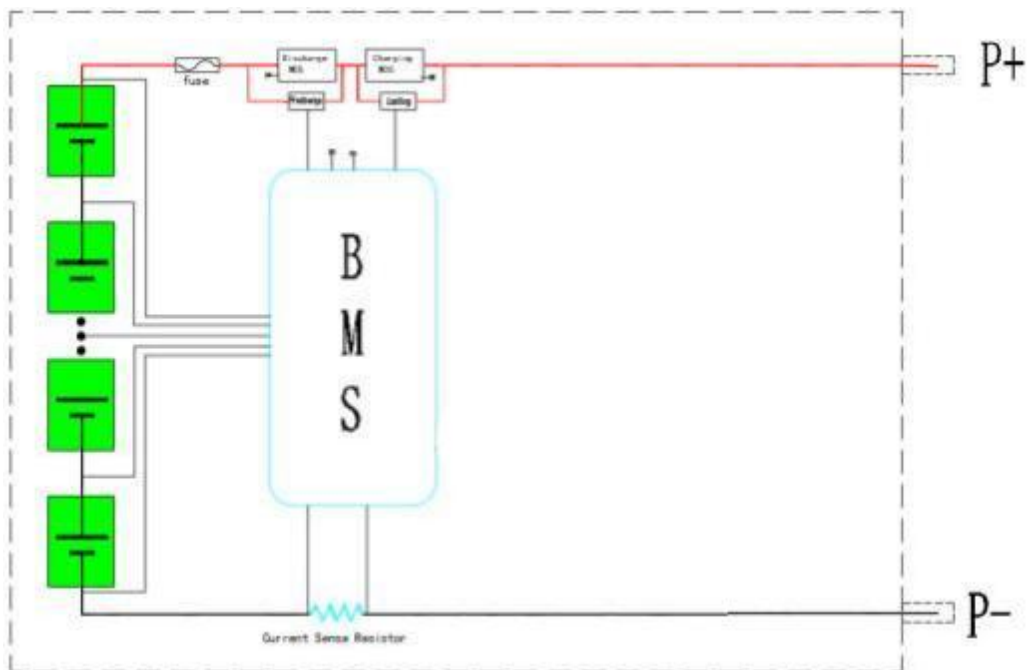 P+
Discharge
MOS
Charging
MOS
fuse
B
M
S
P-
Current Sense Resistor